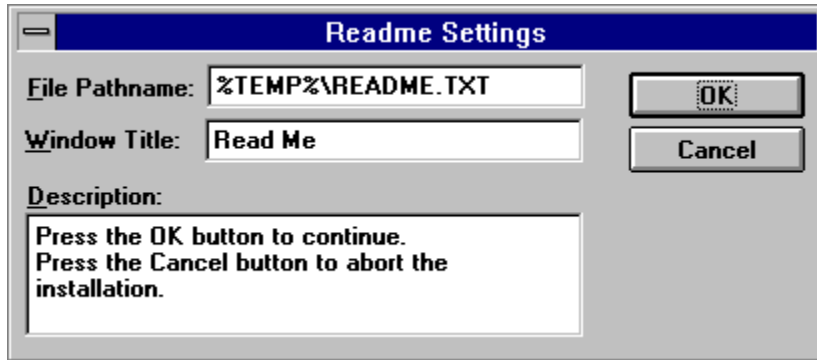 Readme Settings
File Pathname: %TEMP%\README.TXT
OK
Window Title: Read Me
Cancel
Description:
Press the OK button to continue.
Press the Cancel button to abort the
installation.